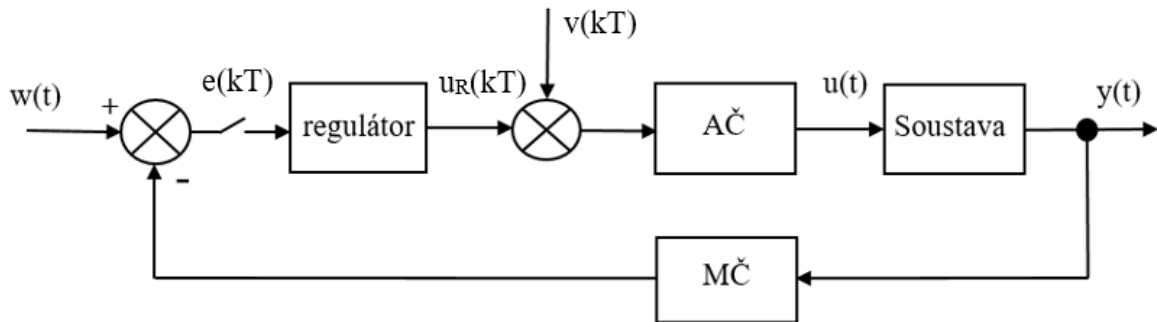 v(kT)
w(t)
+
e(kT)
regulátor
uR(kT)
AČ
u(t)
Soustava
y(t)
-
MČ